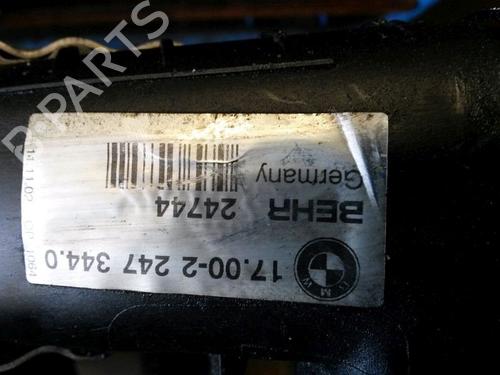 B-PARTS
BMW
17.00-2 247 344.0
BEHR 24744
Germany